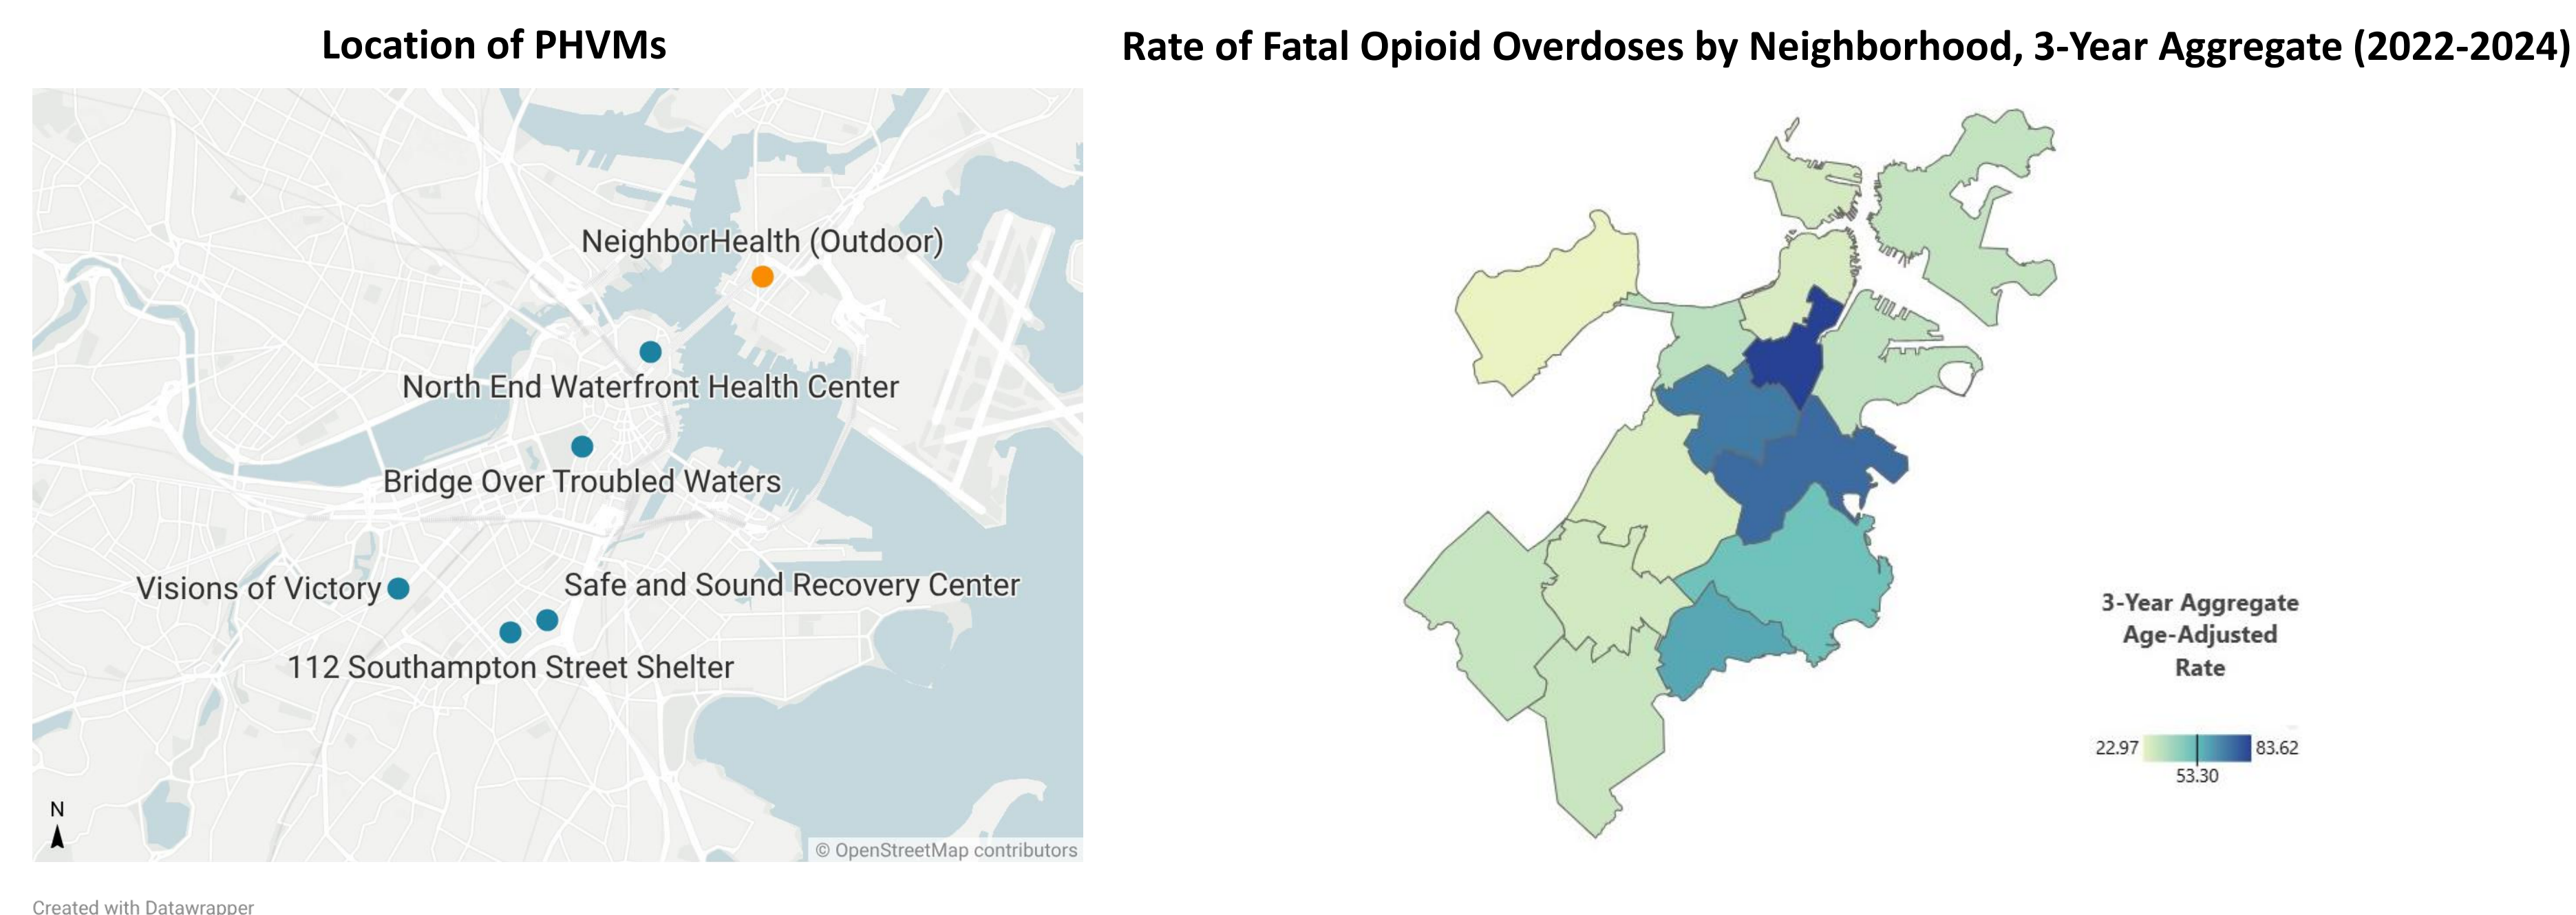 Location of PHVMs
NeighborHealth (Outdoor)
North End Waterfront Health Center
Bridge Over Troubled Waters
Visions of Victory
Safe and Sound Recovery Center
112 Southampton Street Shelter
N
© OpenStreetMap contributors
Created with Datawrapper
Rate of Fatal Opioid Overdoses by Neighborhood, 3-Year Aggregate (2022-2024)
3-Year Aggregate
Age-Adjusted
Rate
22.97 83.62
53.30